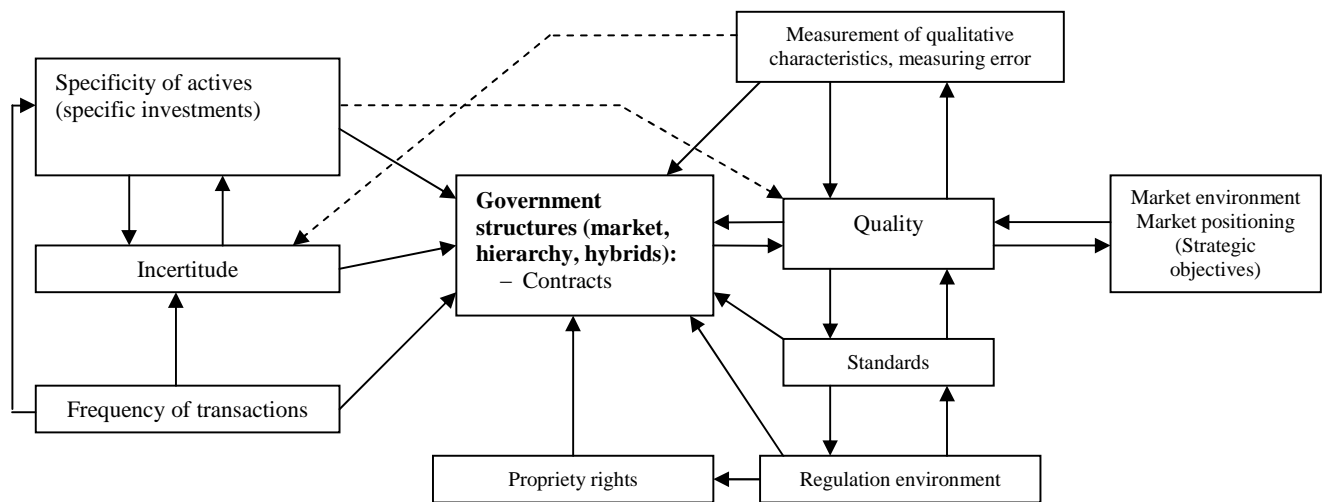 Measurement of qualitative
characteristics, measuring error
Specificity of actives
(specific investments)
Government
structures (market,
hierarchy, hybrids):
– Contracts
Quality
Market environment
Market positioning
(Strategic
objectives)
Incertitude
Standards
Frequency of transactions
Propriety rights
Regulation environment